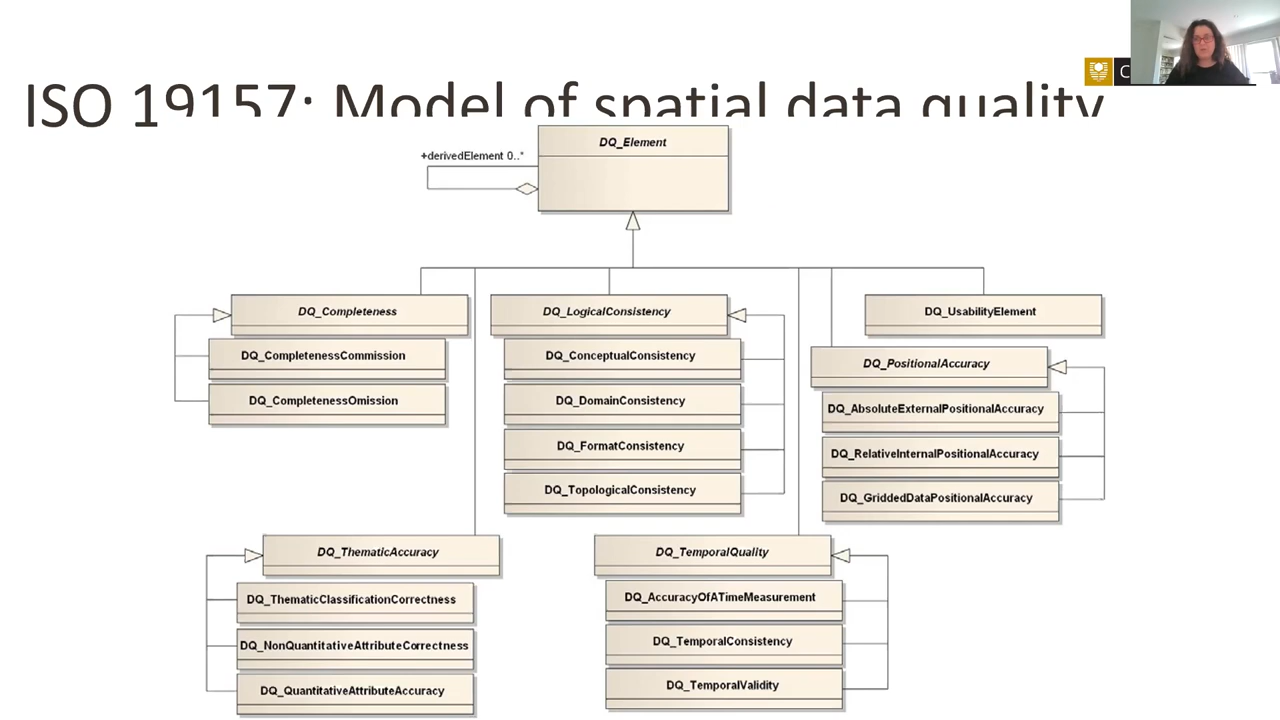 ISO 19157: Model of spatial data quality
DQ_Element
+derivedElement 0..*
DQ_Completeness
DQ_CompletenessCommission
DQ_CompletenessOmission
DQ_LogicalConsistency
DQ_ConceptualConsistency
DQ_DomainConsistency
DQ_FormatConsistency
DQ_TopologicalConsistency
DQ_UsabilityElement
DQ_PositionalAccuracy
DQ_AbsoluteExternalPositionalAccuracy
DQ_RelativeInternalPositionalAccuracy
DQ_GriddedDataPositionalAccuracy
DQ_ThematicAccuracy
DQ_ThematicClassificationCorrectness
DQ_NonQuantitativeAttributeCorrectness
DQ_QuantitativeAttributeAccuracy
DQ_TemporalQuality
DQ_AccuracyOfATimeMeasurement
DQ_TemporalConsistency
DQ_TemporalValidity